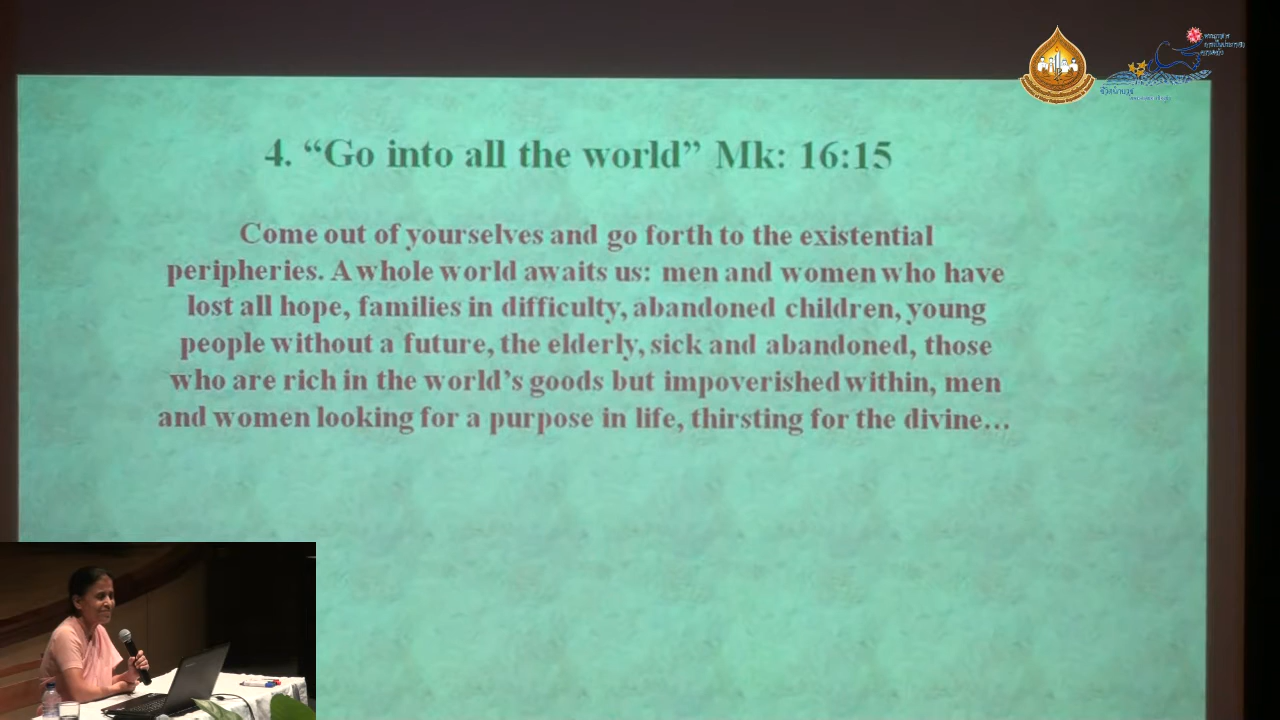 4. “Go into all the world” Mk: 16:15
Come out of yourselves and go forth to the existential
peripheries. A whole world awaits us: men and women who have
lost all hope, families in difficulty, abandoned children, young
people without a future, the elderly, sick and abandoned, those
who are rich in the world’s goods but impoverished within, men
and women looking for a purpose in life, thirsting for the divine…